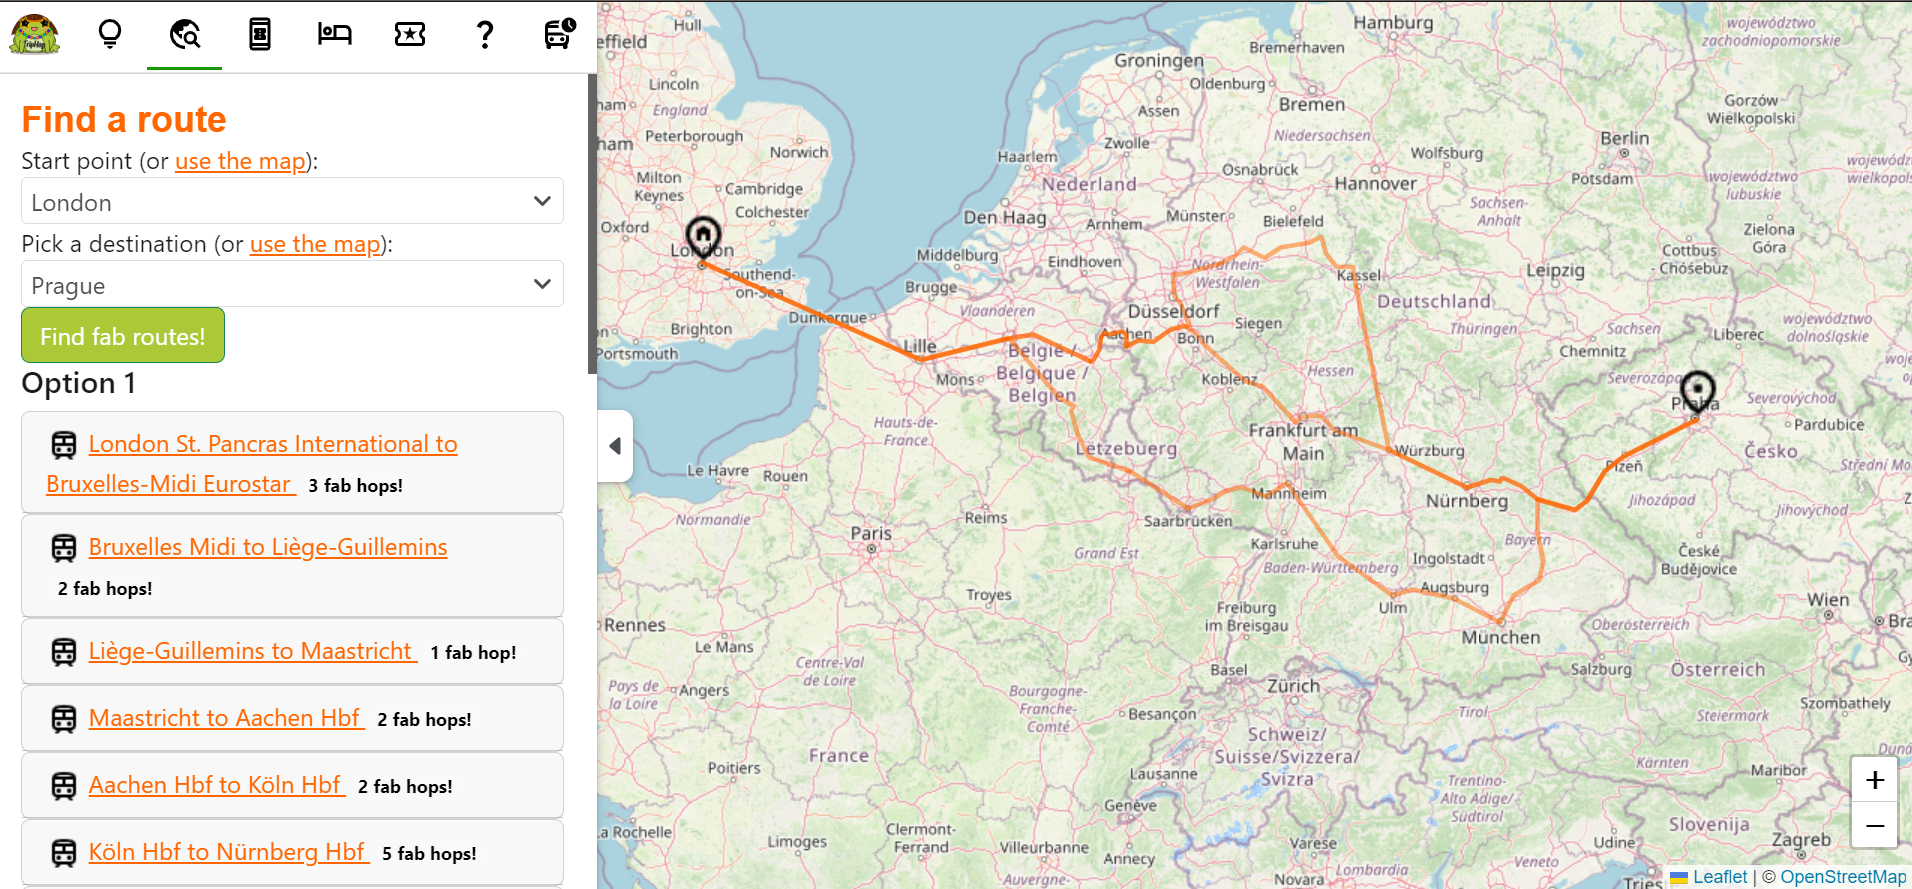 Find a route
Start point (or use the map):
London
Pick a destination (or use the map):
Prague
Find fab routes!
Option 1
London St. Pancras International to
Bruxelles-Midi Eurostar 3 fab hops!
Bruxelles Midi to Liège-Guillemins
2 fab hops!
Liège-Guillemins to Maastricht 1 fab hop!
Maastricht to Aachen Hbf 2 fab hops!
Aachen Hbf to Köln Hbf 2 fab hops!
Köln Hbf to Nürnberg Hbf 5 fab hops!
Hull
Hamburg
województwo
zachodniopomorskie
effield
Bremerhaven
Groningen
Lincoln
England
Oldenburg
Assen
Bremen
Gorzów
Wielkopolski
Peterborough
Niedersachsen
Berlin
Norwich
Haarlem
Zwolle
Wolfsburg
Milton
Keynes
Cambridge
Nederland
Osnabrück
Hannover
Potsdam
województwo
lubuskie
Colchester
Den Haag
Arnhem
Münster
Bielefeld
Sachsen-
Anhalt
Oxford
London
Zielona
Góra
Southend-
on-Sea
Middelburg
Eindhoven
Nordrhein-
Westfalen
Kassel
Leipzig
Cottbus
- Chóśebuz
Brugge
Deutschland
Dunkerque
Vlaanderen
Düsseldorf
Brighton
Portsmouth
Lille
Aachen
Bonn
Siegen
Thüringen
Sachsen
Liberec
województwo
dolnośląskie
België /
Belgique /
Belgien
Chemnitz
Mons
Koblenz
Hessen
Praha
Severovýchod
Hauts-de-
France
Pardubice
Lëtzebuerg
Frankfurt am
Main
Würzburg
Plzeň
Česko
Le Havre
Rouen
Mannheim
Nürnberg
Jihozápad
Jihovýchod
Normandie
Reims
Saarbrücken
Paris
Karlsruhe
Ingolstadt
Bayern
Grand Est
Baden-Württemberg
České
Budějovice
Troyes
Augsburg
Ulm
Freiburg
im Breisgau
Wien
Rennes
München
Oberösterreich
Le Mans
Centre-Val
de Loire
Basel
Salzburg
Österreich
Pays de
la Loire
Angers
Zürich
Bourgogne-
Franche-
Comté
Besançon
Tirol
Steiermark
Szombathely
France
Schweiz/
Suisse/Svizzera/
Svizra
Poitiers
Lausanne
Trentino-
Alto Adige/
Südtirol
Kärnten
Maribor
Genève
La Rochelle
Limoges
Clermont-
Ferrand
Villeurbanne
Annecy
Varese
Lombardia
Novara
Veneto
Udine
Slovenija
Zagreb
Auvergne-
+
−
Leaflet | © OpenStreetMap